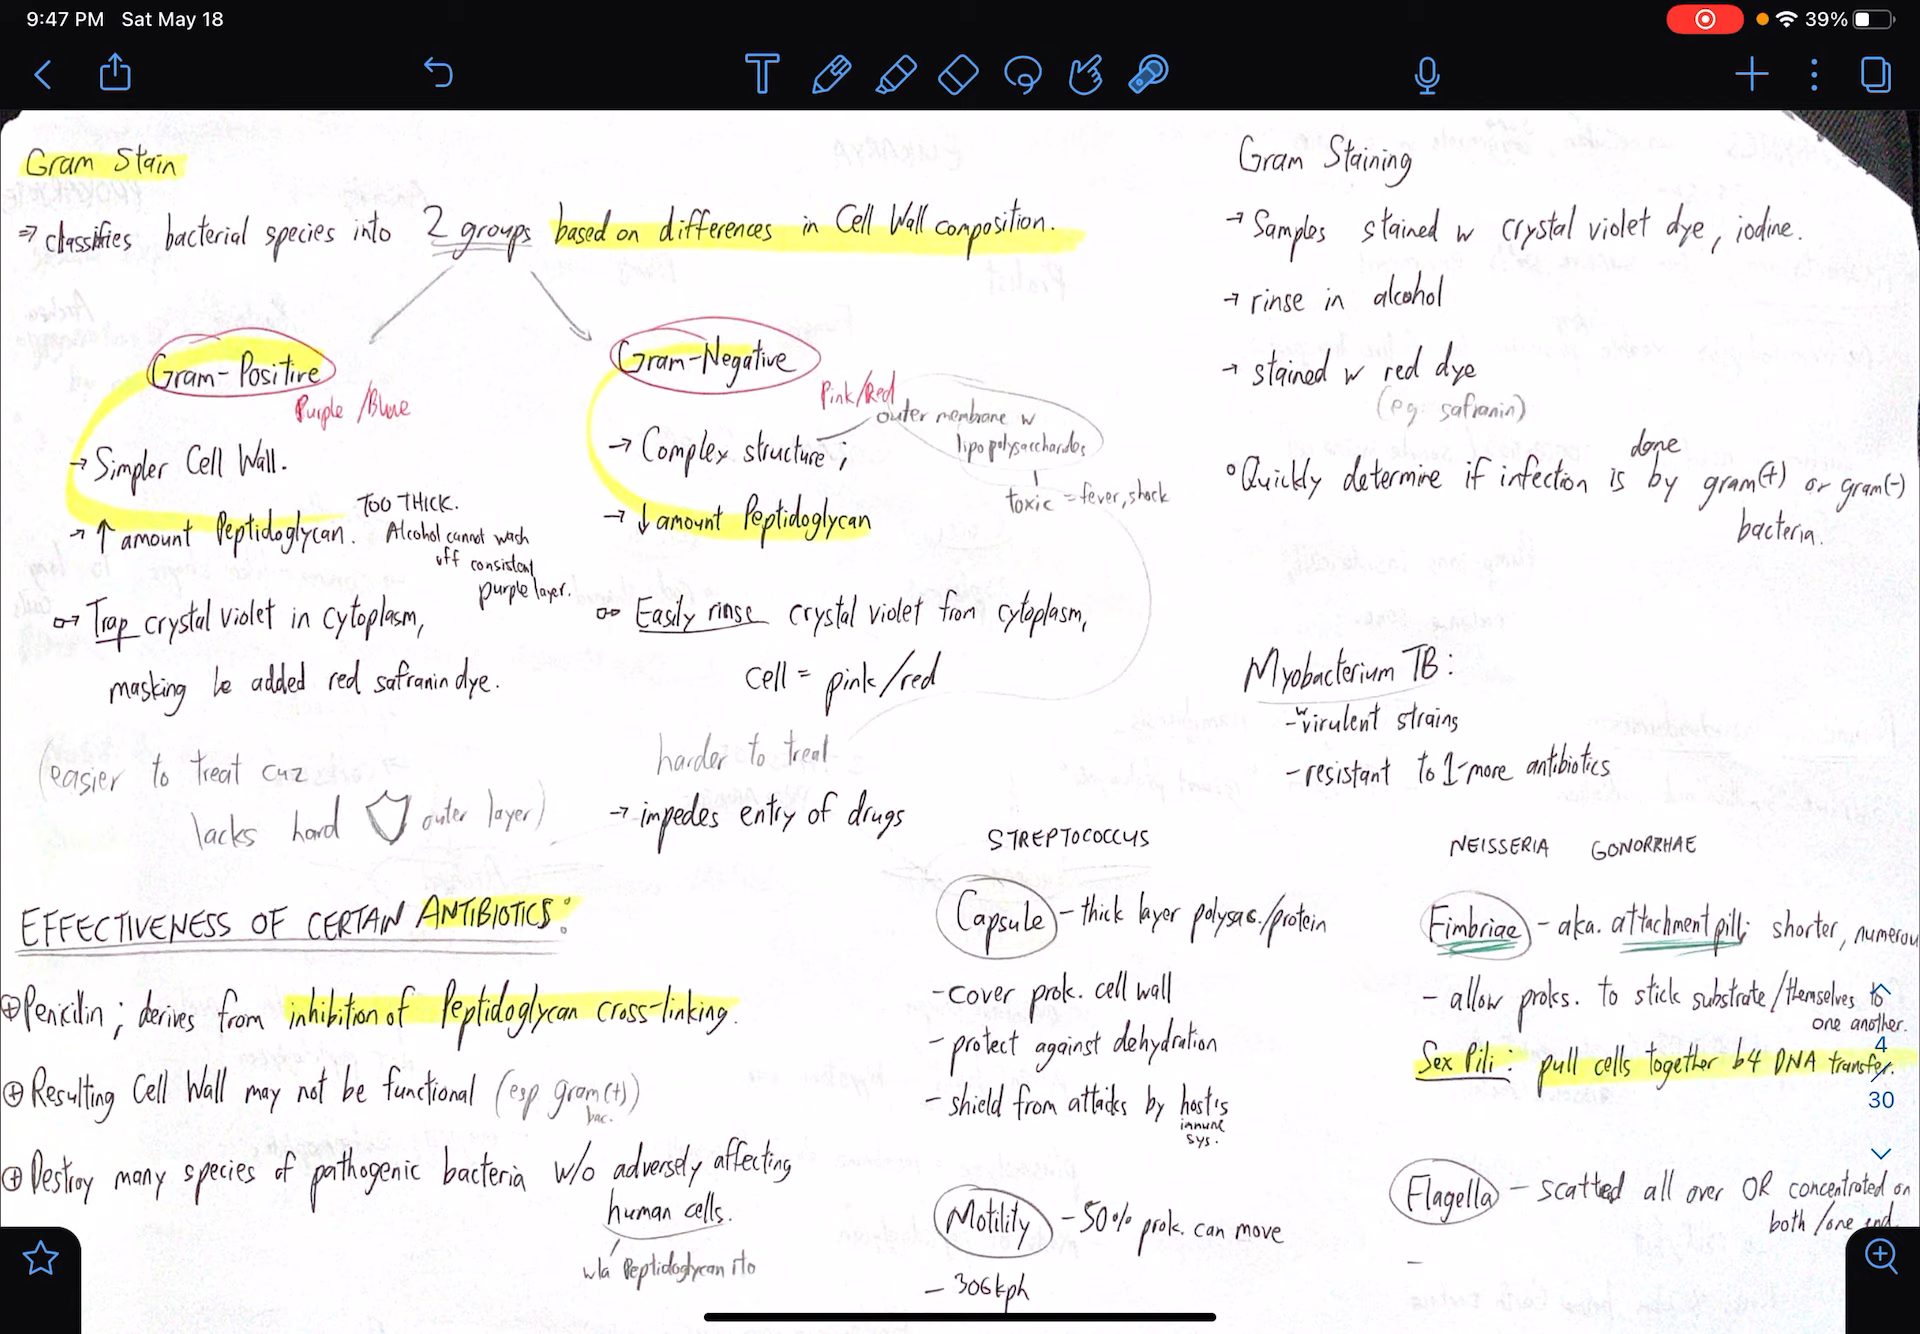 9:47 PM Sat May 18
39%
Gram Stain
⇒ classifies bacterial species into 2 groups based on differences in Cell Wall composition.
Gram-Positive
Purple/Blue
→ Simpler Cell Wall.
→ ↑ amount Peptidoglycan.
TOO THICK.
Alcohol cannot wash
off consistent
purple layer.
Trap crystal violet in cytoplasm,
masking le added red safranin dye.
(easier to treat cuz
lacks hard outer layer)
Gram-Negative
Pink/Red
→ Complex structure;
outer membrane w
lipopolysaccharides
toxic = fever, shock
→ ↓ amount Peptidoglycan
Easily rinse crystal violet from cytoplasm,
cell = pink/red
harder to treat
→ impedes entry of drugs
Gram Staining
→ Samples stained w crystal violet dye, iodine.
→ rinse in alcohol
→ stained w red dye
(eg. safranin)
Quickly determine if infection is done by gram(+) or gram(-)
bacteria.
Myobacterium TB:
- virulent strains
- resistant to 1-more antibiotics
EFFECTIVENESS OF CERTAIN ANTIBIOTICS:
⊕ Penicilin; derives from inhibition of Peptidoglycan cross-linking.
⊕ Resulting Cell Wall may not be functional (esp gram(+)
bac.
⊕ Destroy many species of pathogenic bacteria w/o adversely affecting
human cells.
w/a Peptidoglycan ito
STREPTOCOCCUS
Capsule - thick layer polysac./protein
- cover prok. cell wall
- protect against dehydration
- shield from attacks by host's
immune
sys.
Motility - 50% prok. can move
- 306kph
NEISSERIA GONORRHAE
Fimbriae - aka. attachment pili; shorter, numerou
- allow proks. to stick substrate/themselves to
one another.
Sex Pili: pull cells together b4 DNA transfer.
4
30
Flagella - scatted all over OR concentrated on
both/one end